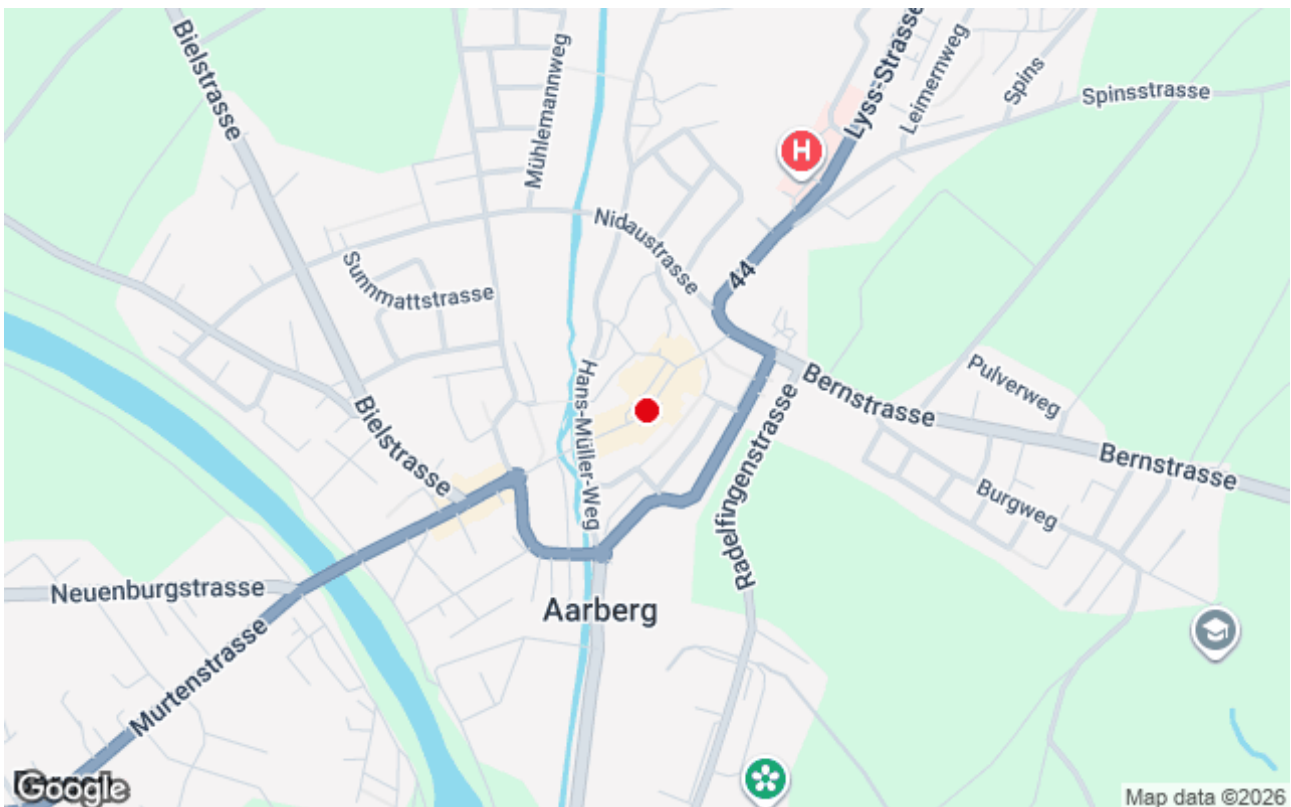 Bielstrasse
Mühlemannweg
Lyss-Strasse
Leimernweg
Spins
Spinsstrasse
H
Nidaustrasse
44
Sunnmattstrasse
Hans-Müller-Weg
Bernstrasse
Pulverweg
Radelfingenstrasse
Bielstrasse
Bernstrasse
Burgweg
Neuenburgstrasse
Aarberg
Murtenstrasse
Google
Map data ©2026